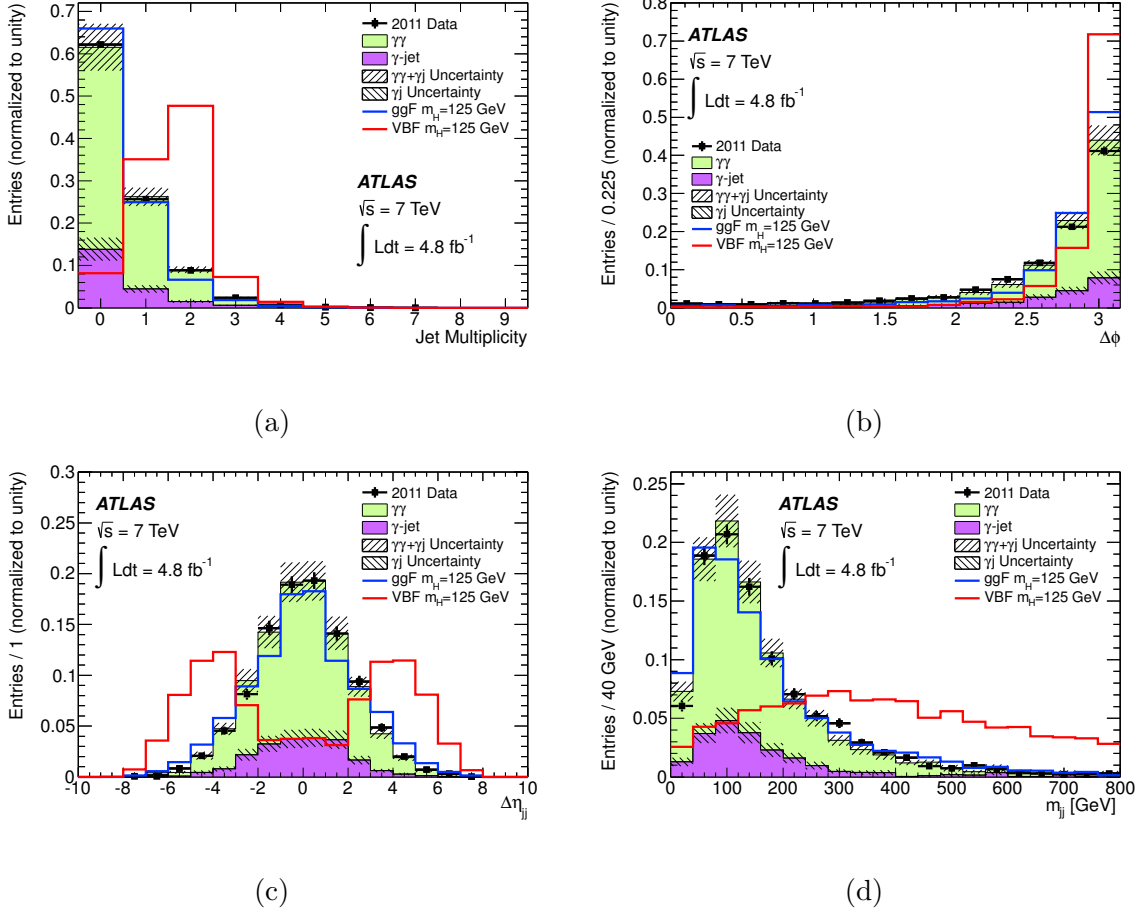 Entries (normalized to unity)
0.7
0.6
0.5
0.4
0.3
0.2
0.1
0
2011 Data
γγ
γ-jet
γγ+γj Uncertainty
γj Uncertainty
ggF m_H=125 GeV
VBF m_H=125 GeV
ATLAS
√s = 7 TeV
∫ Ldt = 4.8 fb⁻¹
0 1 2 3 4 5 6 7 8 9
Jet Multiplicity
(a)
Entries / 0.225 (normalized to unity)
0.8
0.7
0.6
0.5
0.4
0.3
0.2
0.1
0
ATLAS
√s = 7 TeV
∫ Ldt = 4.8 fb⁻¹
2011 Data
γγ
γ-jet
γγ+γj Uncertainty
γj Uncertainty
ggF m_H=125 GeV
VBF m_H=125 GeV
0 0.5 1 1.5 2 2.5 3
Δϕ
(b)
Entries / 1 (normalized to unity)
0.3
0.25
0.2
0.15
0.1
0.05
0
ATLAS
√s = 7 TeV
∫ Ldt = 4.8 fb⁻¹
2011 Data
γγ
γ-jet
γγ+γj Uncertainty
γj Uncertainty
ggF m_H=125 GeV
VBF m_H=125 GeV
-10 -8 -6 -4 -2 0 2 4 6 8 10
Δη_jj
(c)
Entries / 40 GeV (normalized to unity)
0.25
0.2
0.15
0.1
0.05
0
ATLAS
√s = 7 TeV
∫ Ldt = 4.8 fb⁻¹
2011 Data
γγ
γ-jet
γγ+γj Uncertainty
γj Uncertainty
ggF m_H=125 GeV
VBF m_H=125 GeV
0 100 200 300 400 500 600 700 800
m_jj [GeV]
(d)